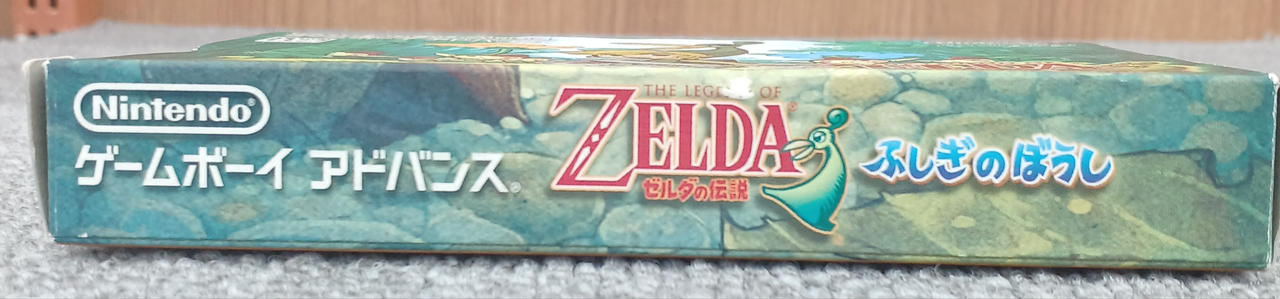 Nintendo®
ゲームボーイ アドバンス®
THE LEGEND OF
ZELDA®
ゼルダの伝説
ふしぎのぼうし